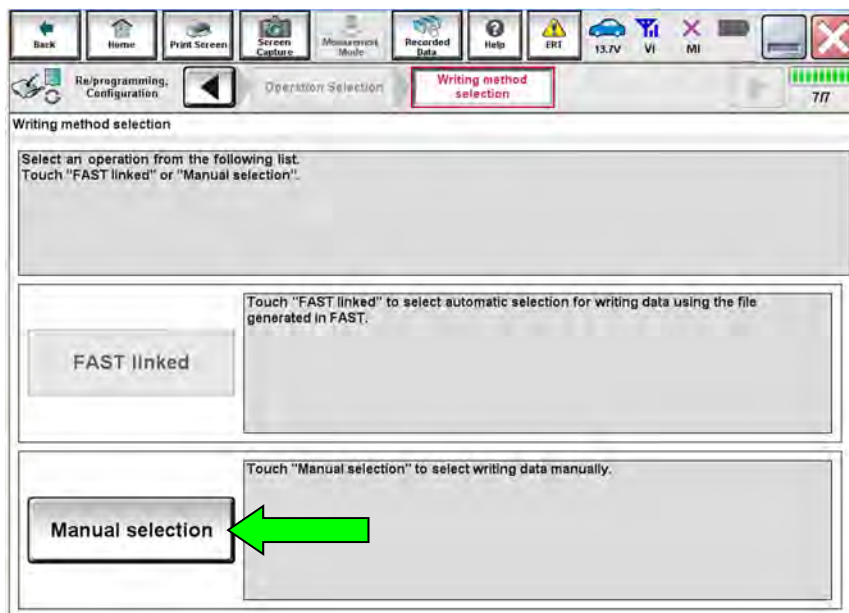 Back
Home
Print Screen
Screen
Capture
Measurement
Mode
Recorded
Data
Help
ERT
13.7V
VI
MI
Re/programming,
Configuration
Operation Selection
Writing method
selection
7/7
Writing method selection
Select an operation from the following list.
Touch "FAST linked" or "Manual selection".
FAST linked
Touch "FAST linked" to select automatic selection for writing data using the file
generated in FAST.
Manual selection
Touch "Manual selection" to select writing data manually.